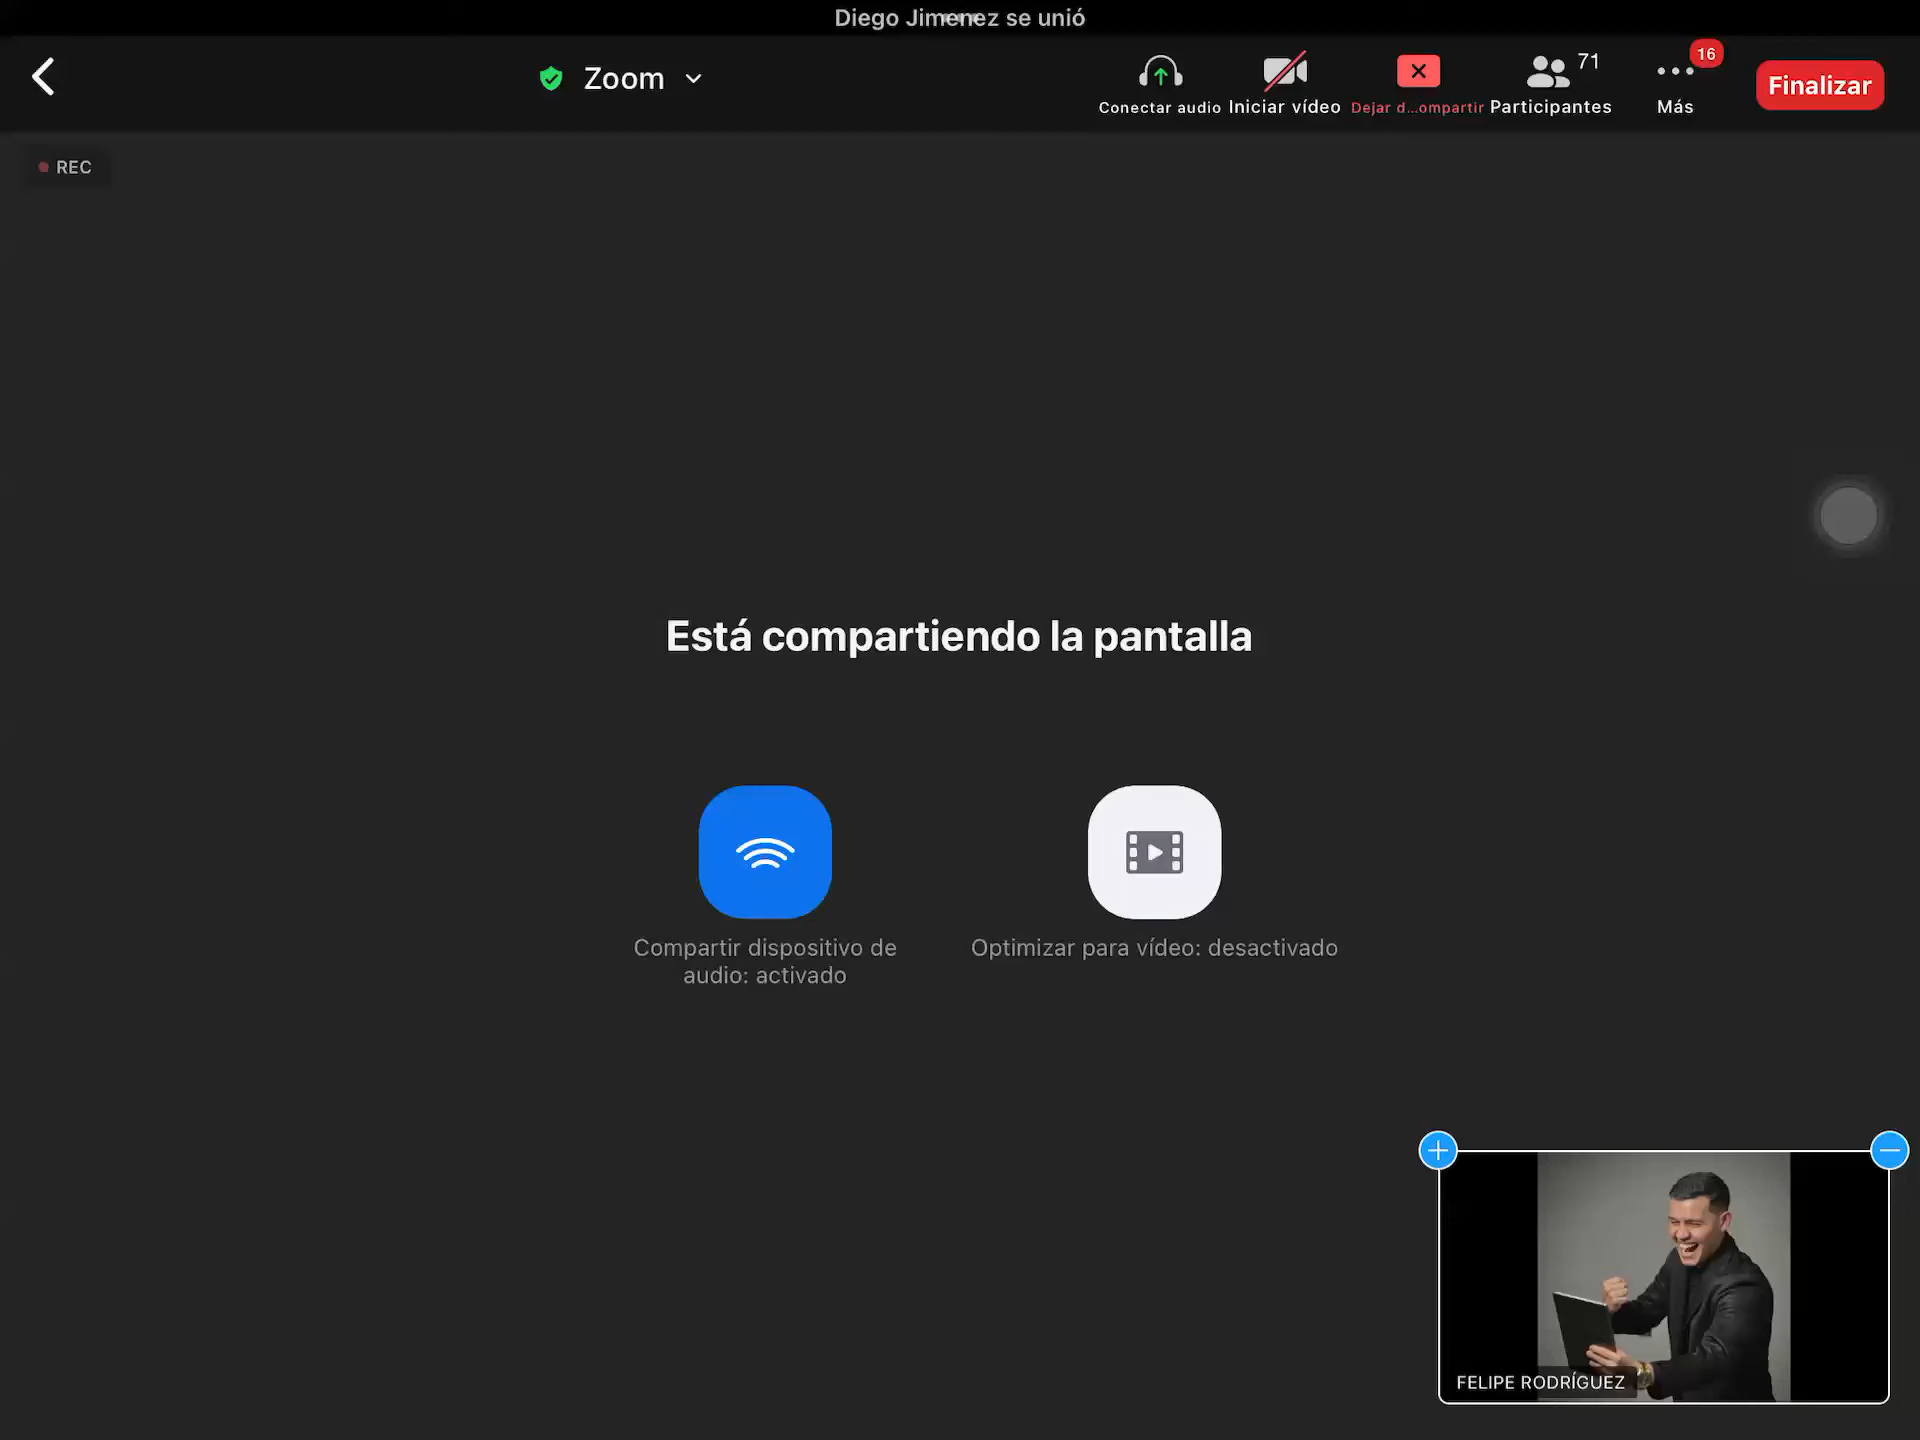 Diego Jimenez se unió
Zoom
Conectar audio
Iniciar vídeo
Dejar d...ompartir
Participantes
71
Más
16
Finalizar
REC
Está compartiendo la pantalla
Compartir dispositivo de
audio: activado
Optimizar para vídeo: desactivado
FELIPE RODRÍGUEZ